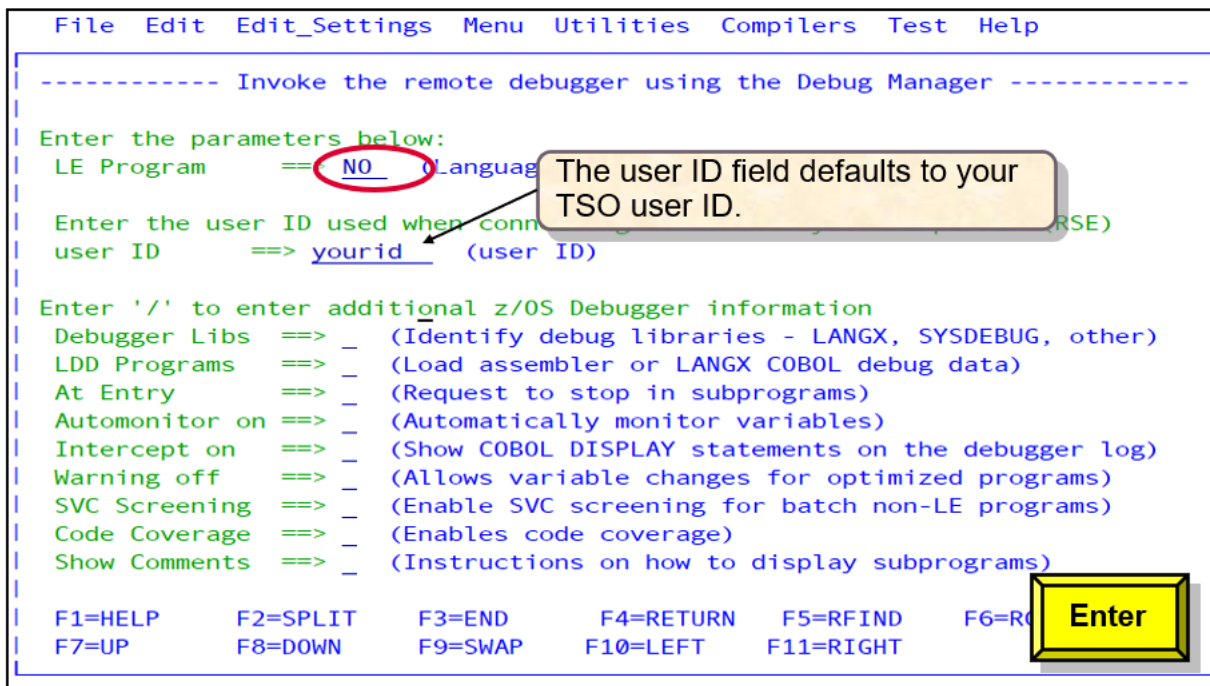 File Edit Edit_Settings Menu Utilities Compilers Test Help
------------ Invoke the remote debugger using the Debug Manager ------------
Enter the parameters below:
LE Program ==> NO (Languag
The user ID field defaults to your
TSO user ID.
Enter the user ID used when conn RSE)
user ID ==> yourid (user ID)
Enter '/' to enter additional z/OS Debugger information
Debugger Libs ==> _ (Identify debug libraries - LANGX, SYSDEBUG, other)
LDD Programs ==> _ (Load assembler or LANGX COBOL debug data)
At Entry ==> _ (Request to stop in subprograms)
Automonitor on ==> _ (Automatically monitor variables)
Intercept on ==> _ (Show COBOL DISPLAY statements on the debugger log)
Warning off ==> _ (Allows variable changes for optimized programs)
SVC Screening ==> _ (Enable SVC screening for batch non-LE programs)
Code Coverage ==> _ (Enables code coverage)
Show Comments ==> _ (Instructions on how to display subprograms)
F1=HELP F2=SPLIT F3=END F4=RETURN F5=RFIND
F7=UP F8=DOWN F9=SWAP F10=LEFT F11=RIGHT
Enter